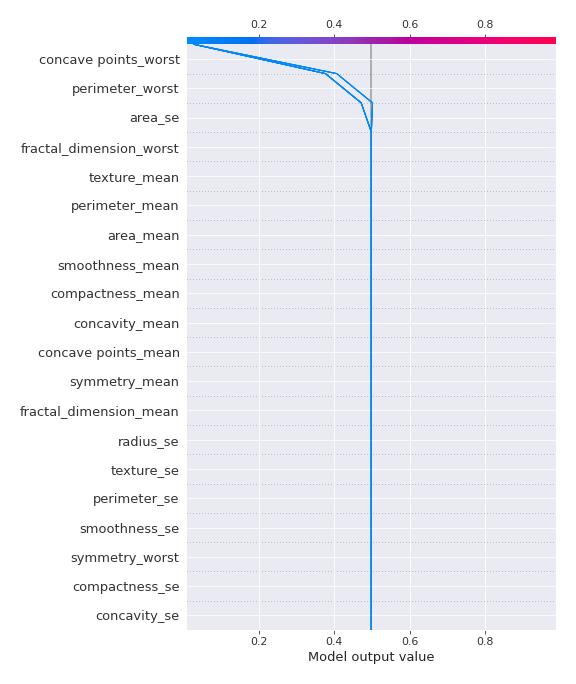 0.2 0.4 0.6 0.8
concave points_worst
perimeter_worst
area_se
fractal_dimension_worst
texture_mean
perimeter_mean
area_mean
smoothness_mean
compactness_mean
concavity_mean
concave points_mean
symmetry_mean
fractal_dimension_mean
radius_se
texture_se
perimeter_se
smoothness_se
symmetry_worst
compactness_se
concavity_se
0.2 0.4 0.6 0.8
Model output value